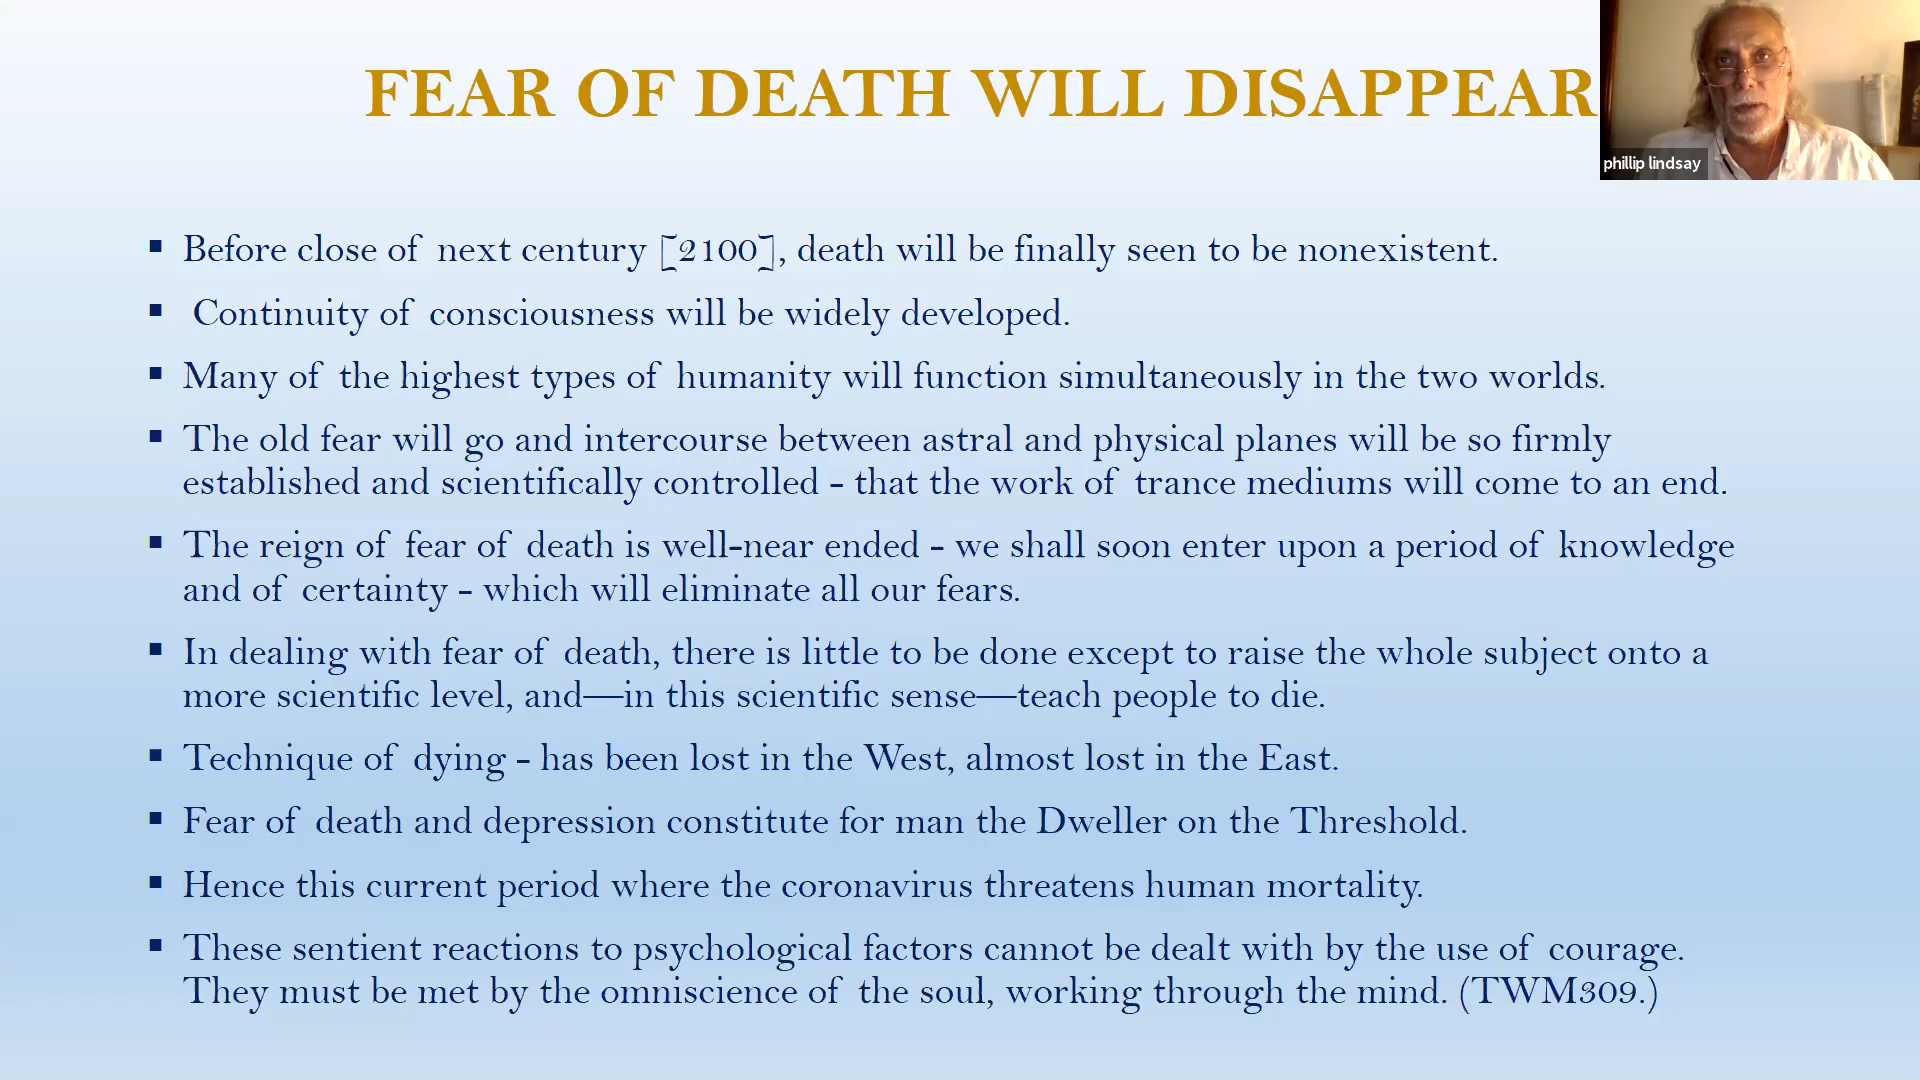 FEAR OF DEATH WILL DISAPPEAR
phillip lindsay
▪ Before close of next century [2100], death will be finally seen to be nonexistent.
▪ Continuity of consciousness will be widely developed.
▪ Many of the highest types of humanity will function simultaneously in the two worlds.
▪ The old fear will go and intercourse between astral and physical planes will be so firmly
established and scientifically controlled - that the work of trance mediums will come to an end.
▪ The reign of fear of death is well-near ended - we shall soon enter upon a period of knowledge
and of certainty - which will eliminate all our fears.
▪ In dealing with fear of death, there is little to be done except to raise the whole subject onto a
more scientific level, and—in this scientific sense—teach people to die.
▪ Technique of dying - has been lost in the West, almost lost in the East.
▪ Fear of death and depression constitute for man the Dweller on the Threshold.
▪ Hence this current period where the coronavirus threatens human mortality.
▪ These sentient reactions to psychological factors cannot be dealt with by the use of courage.
They must be met by the omniscience of the soul, working through the mind. (TWM309.)